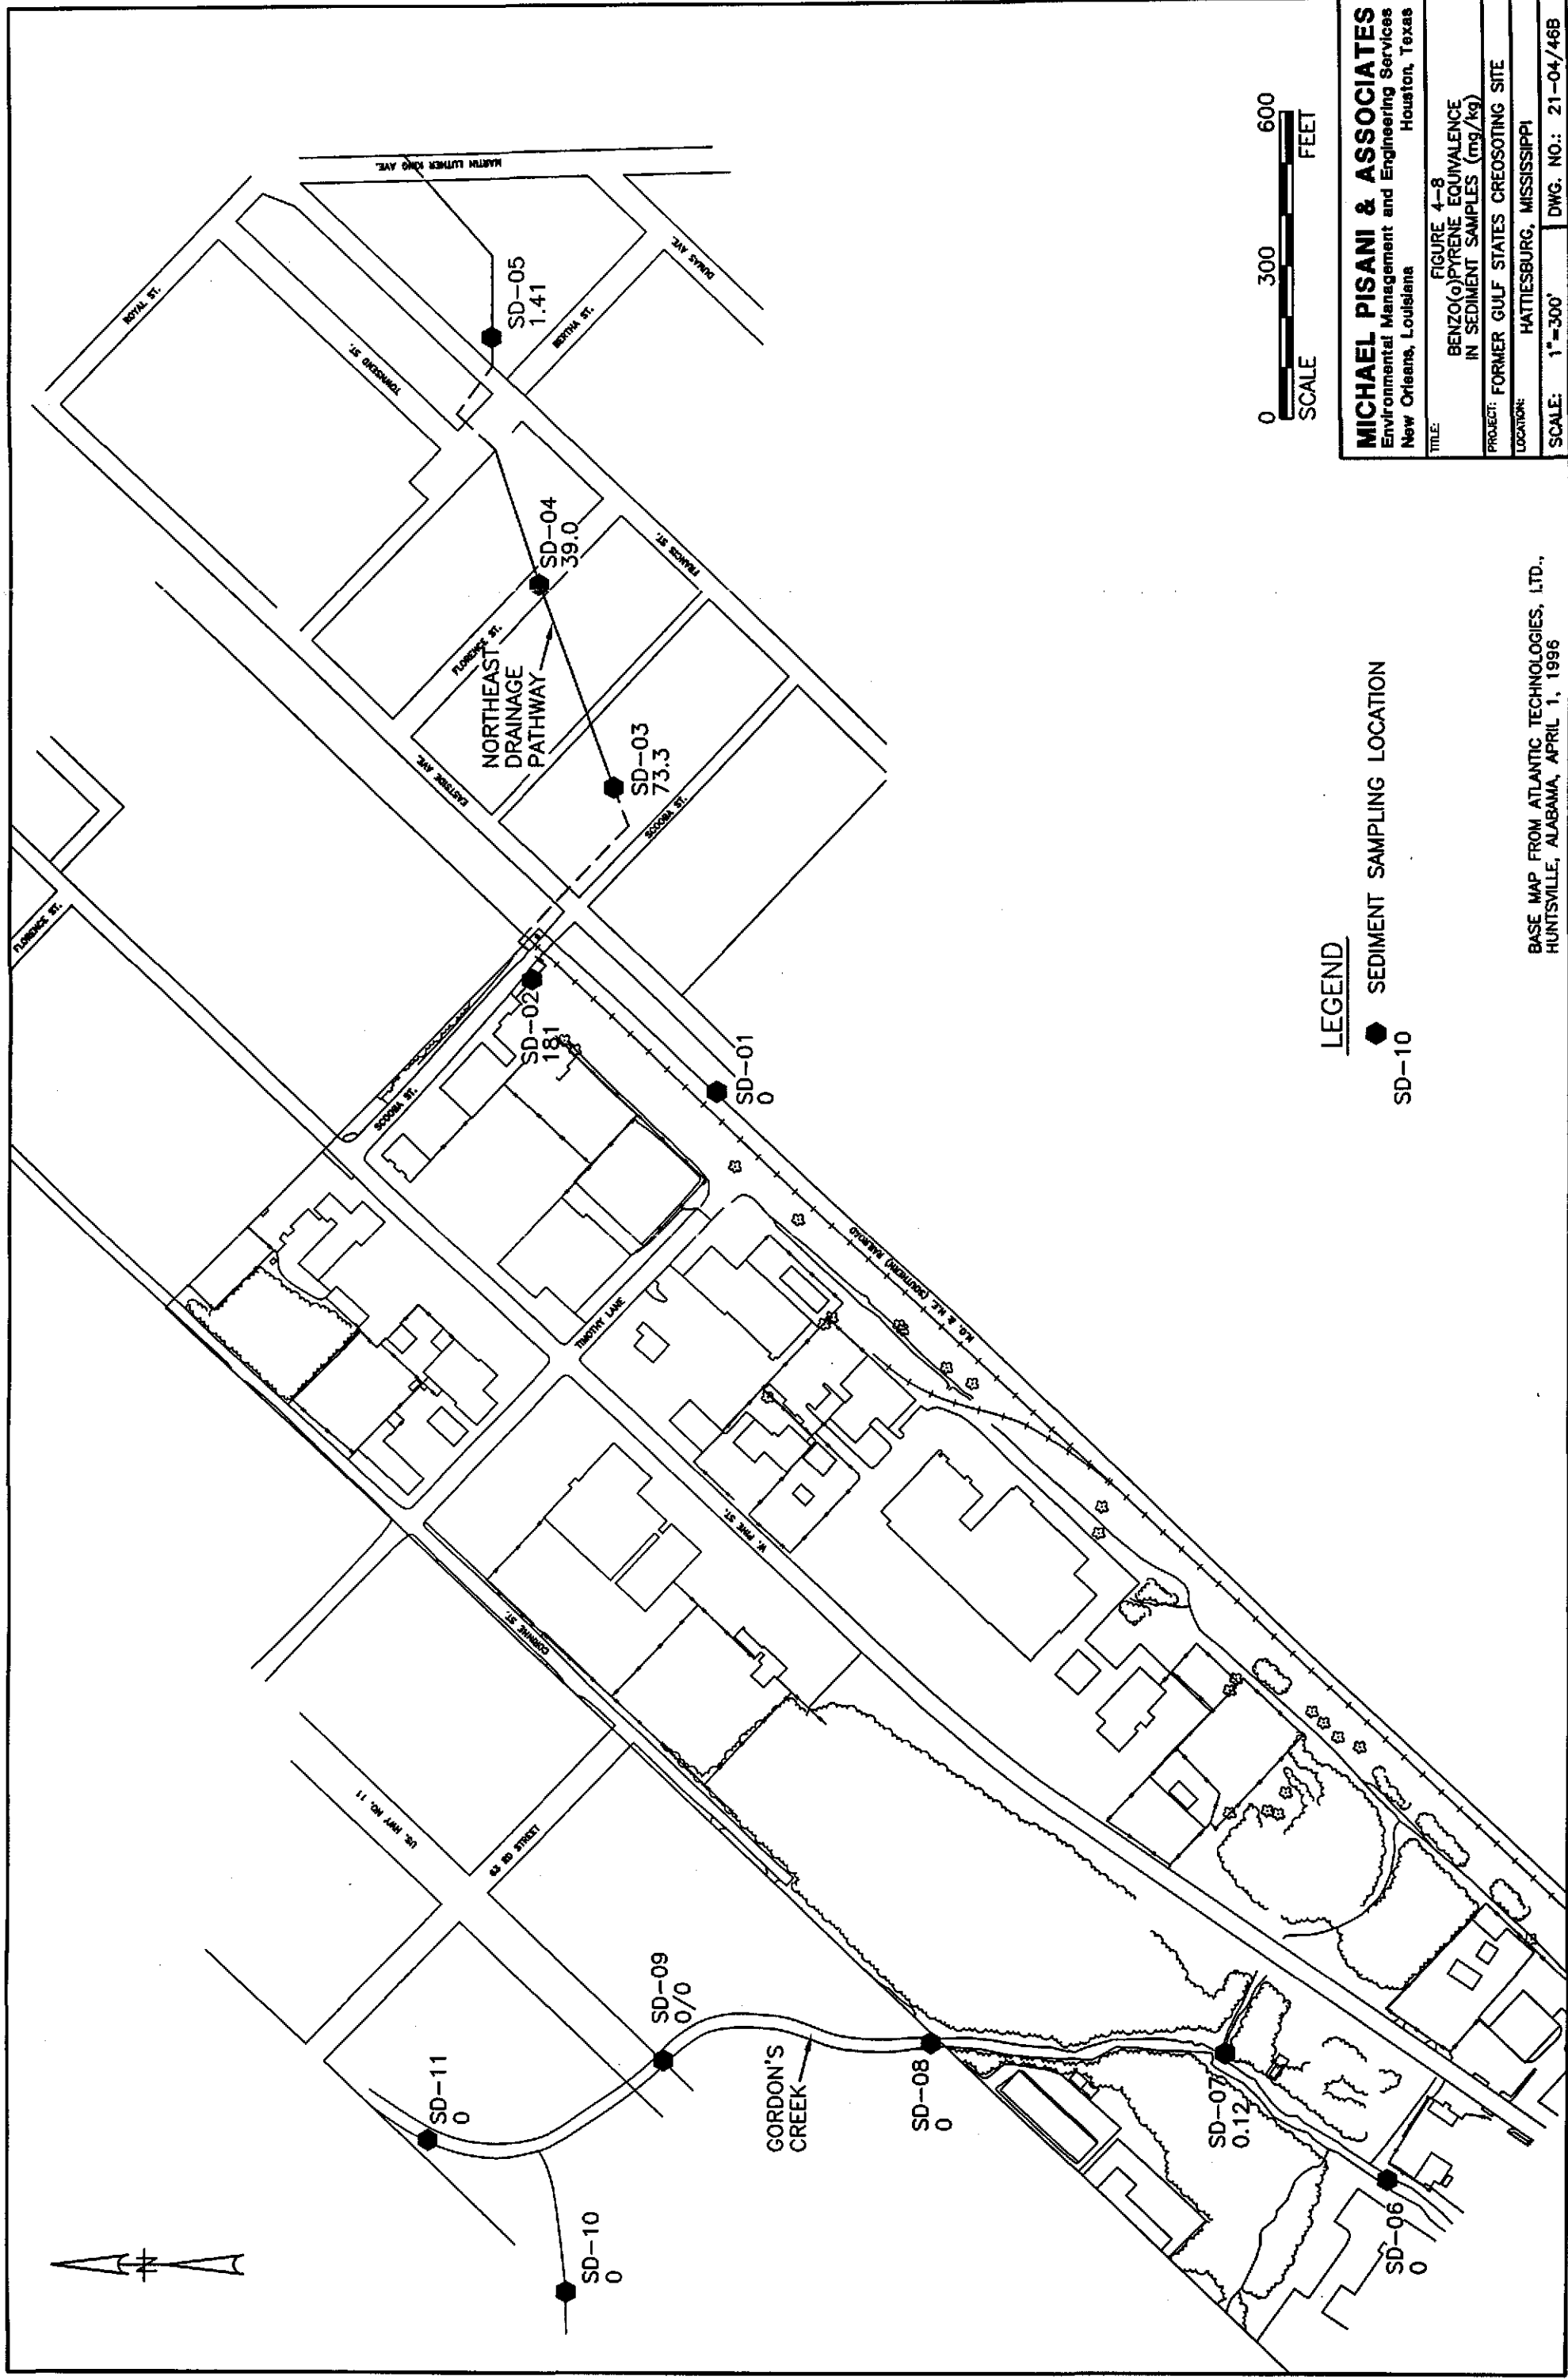 ROYAL ST.
TOWNSEND ST.
MARTIN LUTHER KING AVE.
SD-05
1.41
BERTHA ST.
DUMAS AVE.
SD-04
39.0
FRANCIS ST.
FLORENCE ST.
NORTHEAST
DRAINAGE
PATHWAY
EASTSIDE AVE.
SD-03
73.3
SCOOBA ST.
FLORENCE ST.
SD-02
181
SCOOBA ST.
SD-01
0
N.O. & N.E. (SOUTHERN) RAILROAD
TIMOTHY LANE
W. PINE ST.
CORINNE ST.
US. HWY NO. 11
63 RD STREET
SD-11
0
SD-09
0/0
SD-10
0
GORDON'S
CREEK
SD-08
0
SD-07
0.12
SD-06
0
N
LEGEND
SEDIMENT SAMPLING LOCATION
SD-10
0 300 600
SCALE FEET
BASE MAP FROM ATLANTIC TECHNOLOGIES, LTD.,
HUNTSVILLE, ALABAMA, APRIL 1, 1996
MICHAEL PISANI & ASSOCIATES
Environmental Management and Engineering Services
New Orleans, Louisiana Houston, Texas
TITLE: FIGURE 4-8
BENZO(a)PYRENE EQUIVALENCE
IN SEDIMENT SAMPLES (mg/kg)
PROJECT: FORMER GULF STATES CREOSOTING SITE
LOCATION: HATTIESBURG, MISSISSIPPI
SCALE: 1"=300' DWG. NO.: 21-04/46B